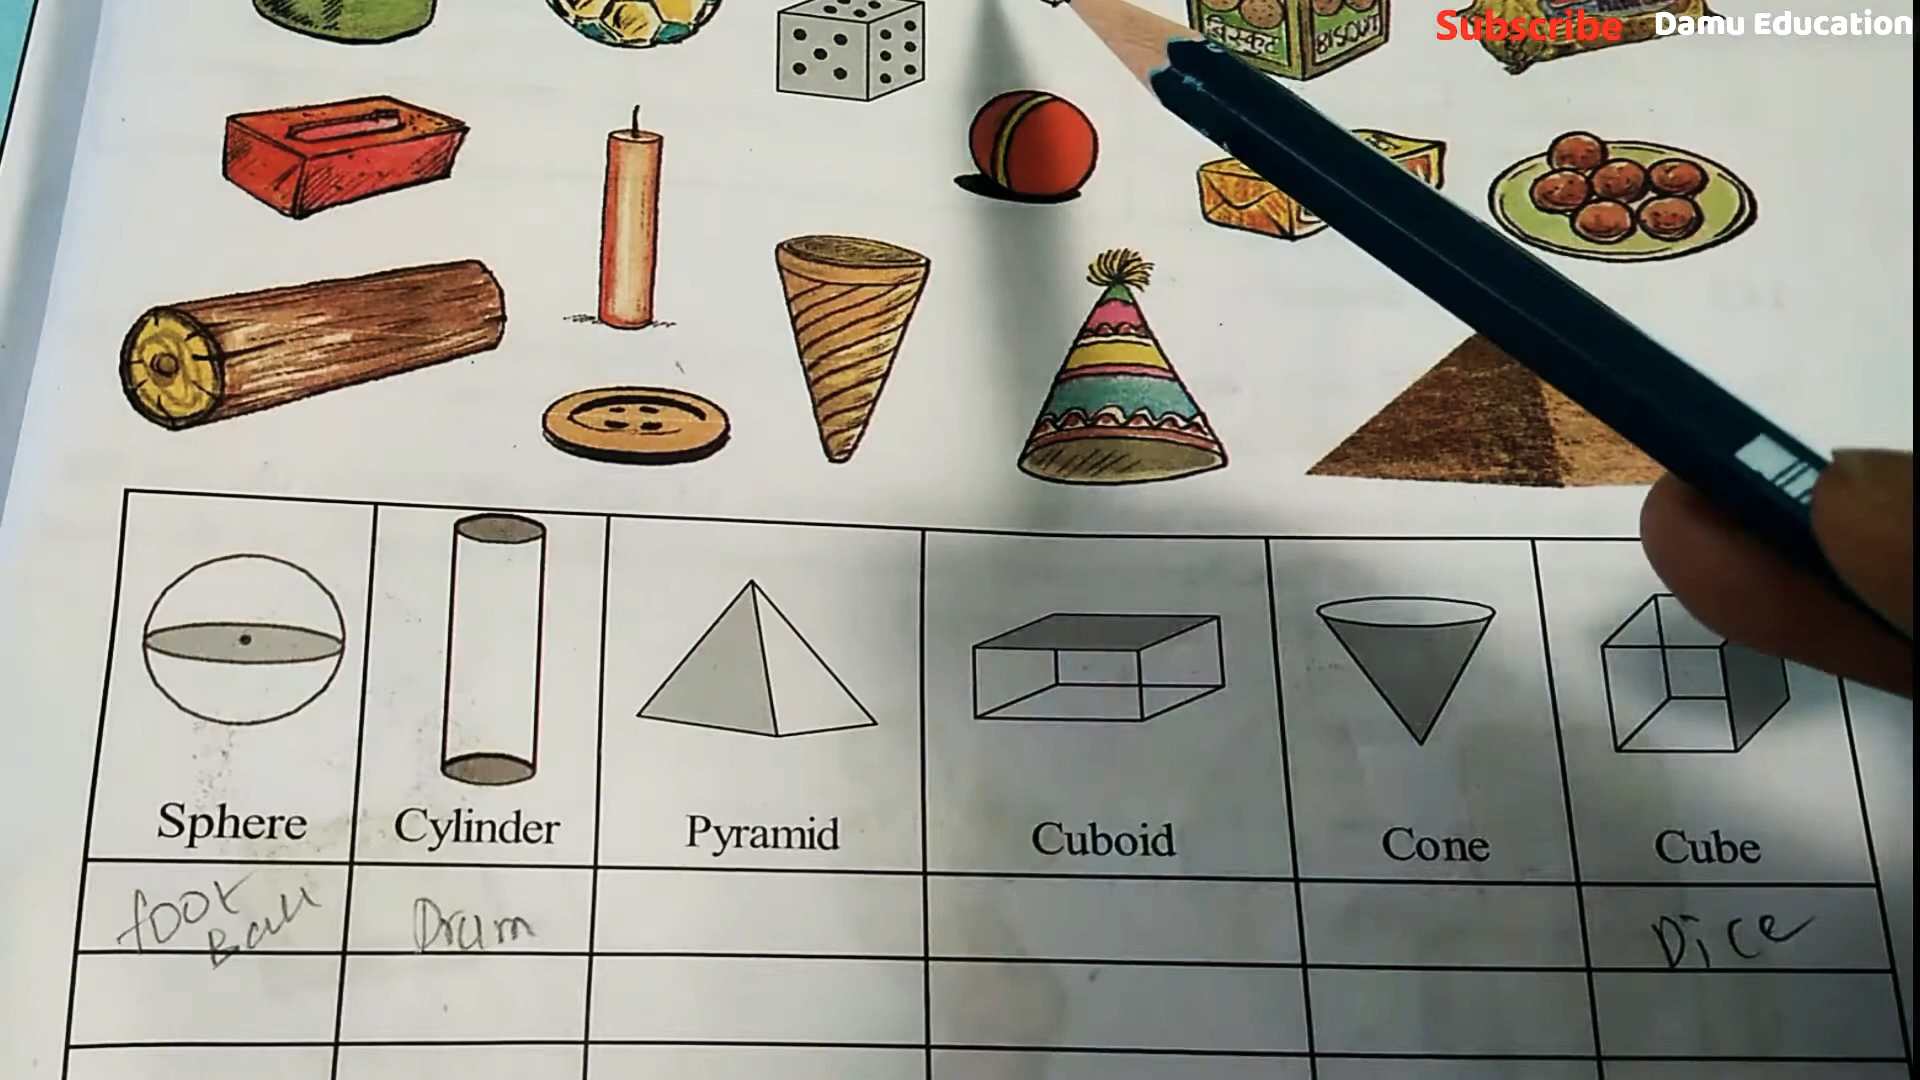 Subscribe Damu Education
बिस्कुट BISCUIT
Sphere Cylinder Pyramid Cuboid Cone Cube
foot Ball Drum Dice